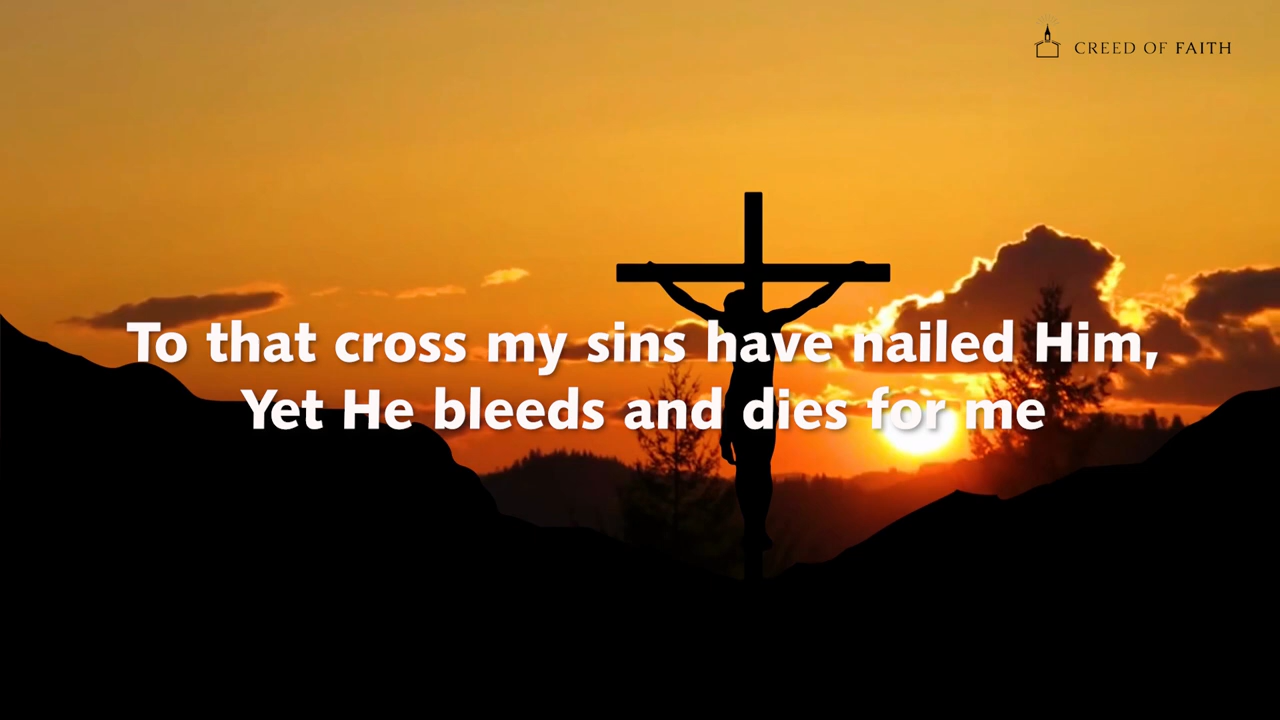 CREED OF FAITH
To that cross my sins have nailed Him,
Yet He bleeds and dies for me